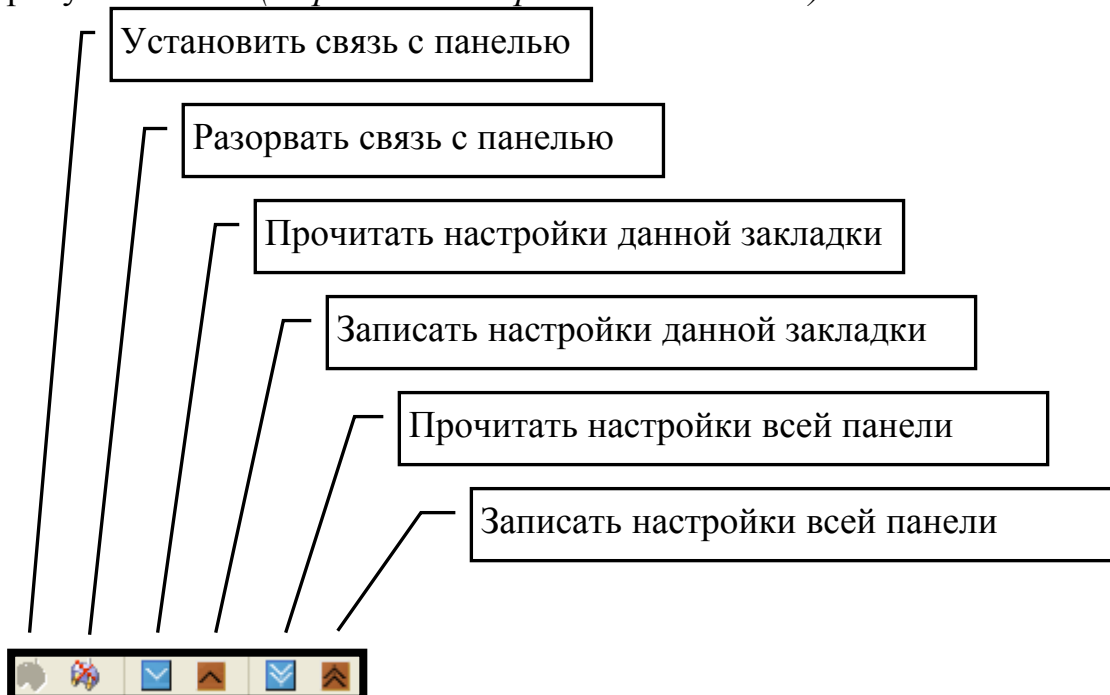 Установить связь с панелью
Разорвать связь с панелью
Прочитать настройки данной закладки
Записать настройки данной закладки
Прочитать настройки всей панели
Записать настройки всей панели